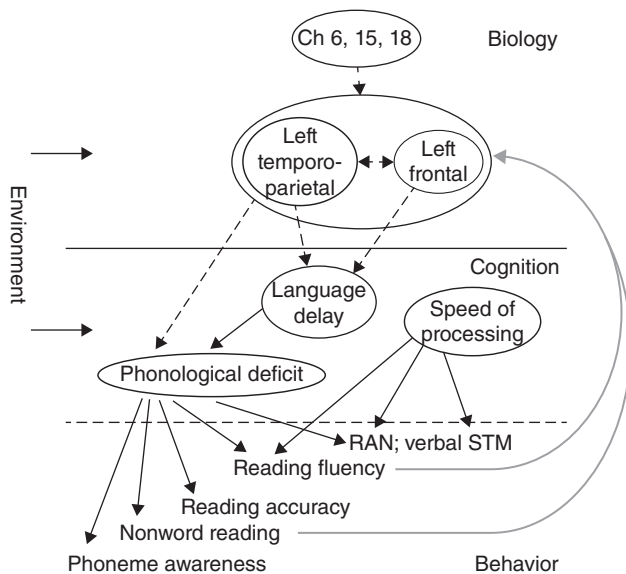 Ch 6, 15, 18
Biology
Left
temporo-
parietal
Left
frontal
Environment
Cognition
Language
delay
Speed of
processing
Phonological deficit
RAN; verbal STM
Reading fluency
Reading accuracy
Nonword reading
Phoneme awareness
Behavior